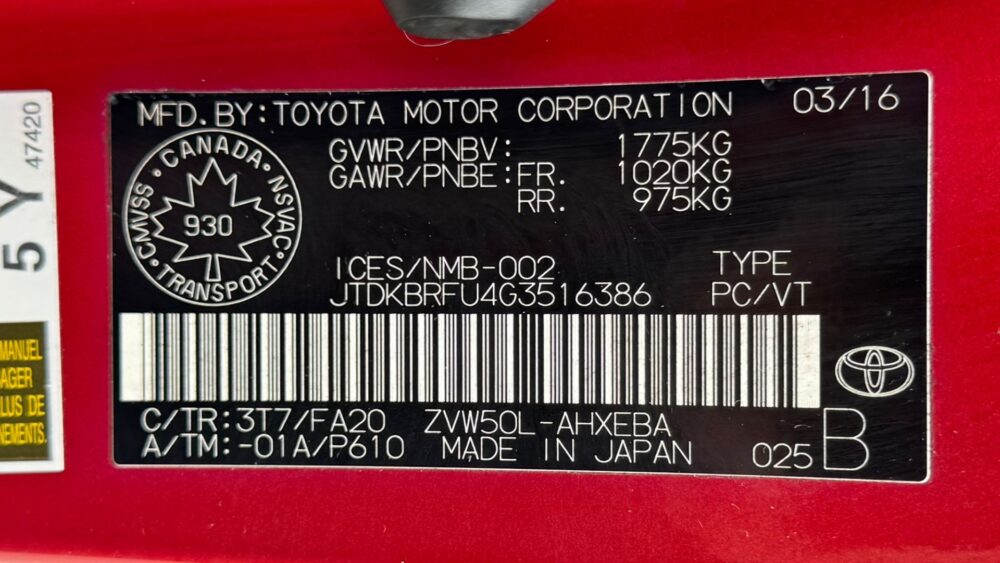 47420
5 Y
MANUEL
AGER
LUS DE
NEMENTS.
MFD. BY: TOYOTA MOTOR CORPORATION 03/16
GVWR/PNBV: 1775KG
GAWR/PNBE: FR. 1020KG
RR. 975KG
CANADA • NSVAC • TRANSPORT • CMVSS •
930
ICES/NMB-002 TYPE
JTDKBRFU4G3516386 PC/VT
C/TR: 3T7/FA20 ZVW50L-AHXEBA
A/TM: -01A/P610 MADE IN JAPAN 025 B